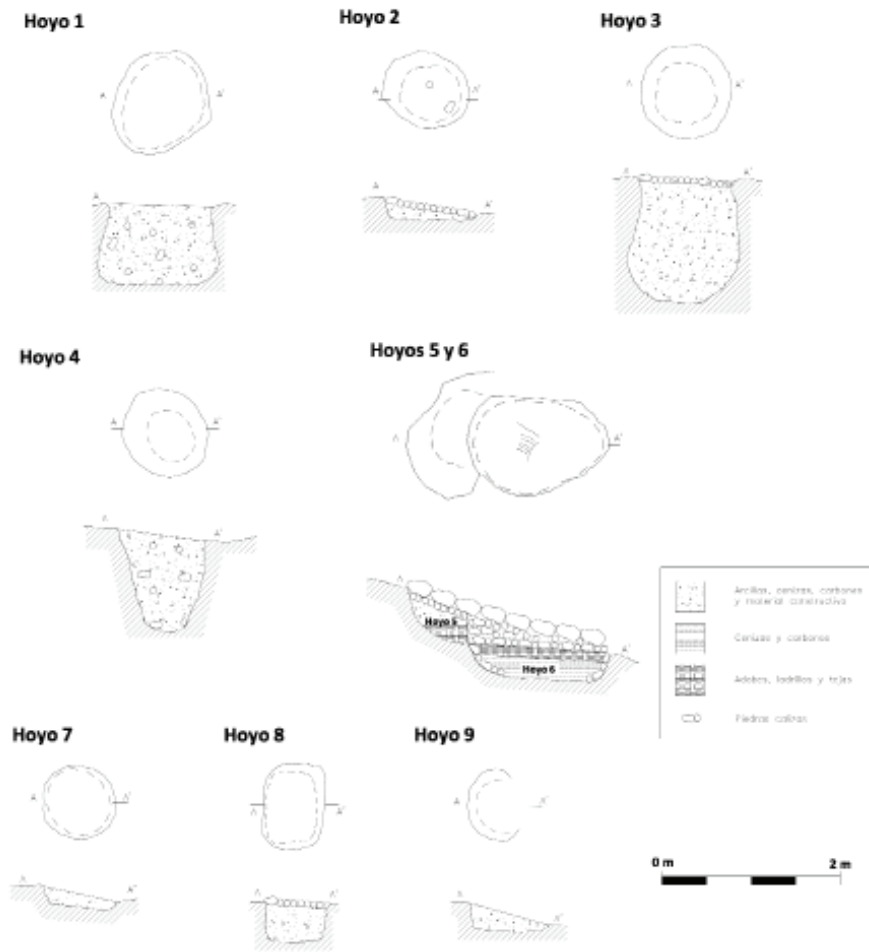 Hoyo 1
Hoyo 2
Hoyo 3
A A'
A A'
A A'
A A'
A A'
A A'
Hoyo 4
Hoyos 5 y 6
A A'
A A'
A A'
A A'
Hoyo 5
Hoyo 6
Arcillas, cenizas, carbones
y material constructivo
Cenizas y carbones
Adobes, ladrillos y tejas
Piedras calizas
Hoyo 7
Hoyo 8
Hoyo 9
A A'
A A'
A A'
A A'
A A'
A A'
0 m 2 m